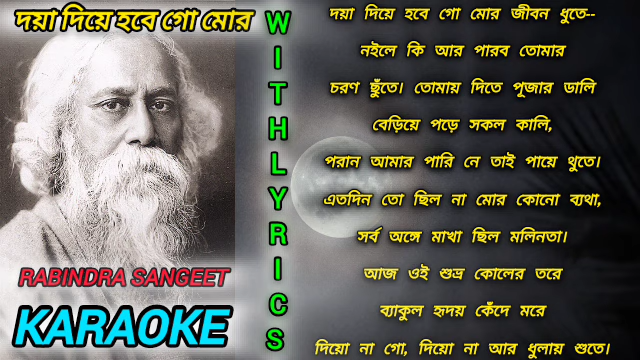 দয়া দিয়ে হবে গো মোর
RABINDRA SANGEET
KARAOKE
WITHLYRICS
দয়া দিয়ে হবে গো মোর জীবন ধুতে--
নইলে কি আর পারব তোমার
চরণ ছুঁতে। তোমায় দিতে পূজার ডালি
বেড়িয়ে পড়ে সকল কালি,
পরান আমার পারি নে তাই পায়ে থুতে।
এতদিন তো ছিল না মোর কোনো ব্যথা,
সর্ব অঙ্গে মাখা ছিল মলিনতা।
আজ ওই শুভ্র কোলের তরে
ব্যাকুল হৃদয় কেঁদে মরে
দিয়ো না গো, দিয়ো না আর ধুলায় শুতে।